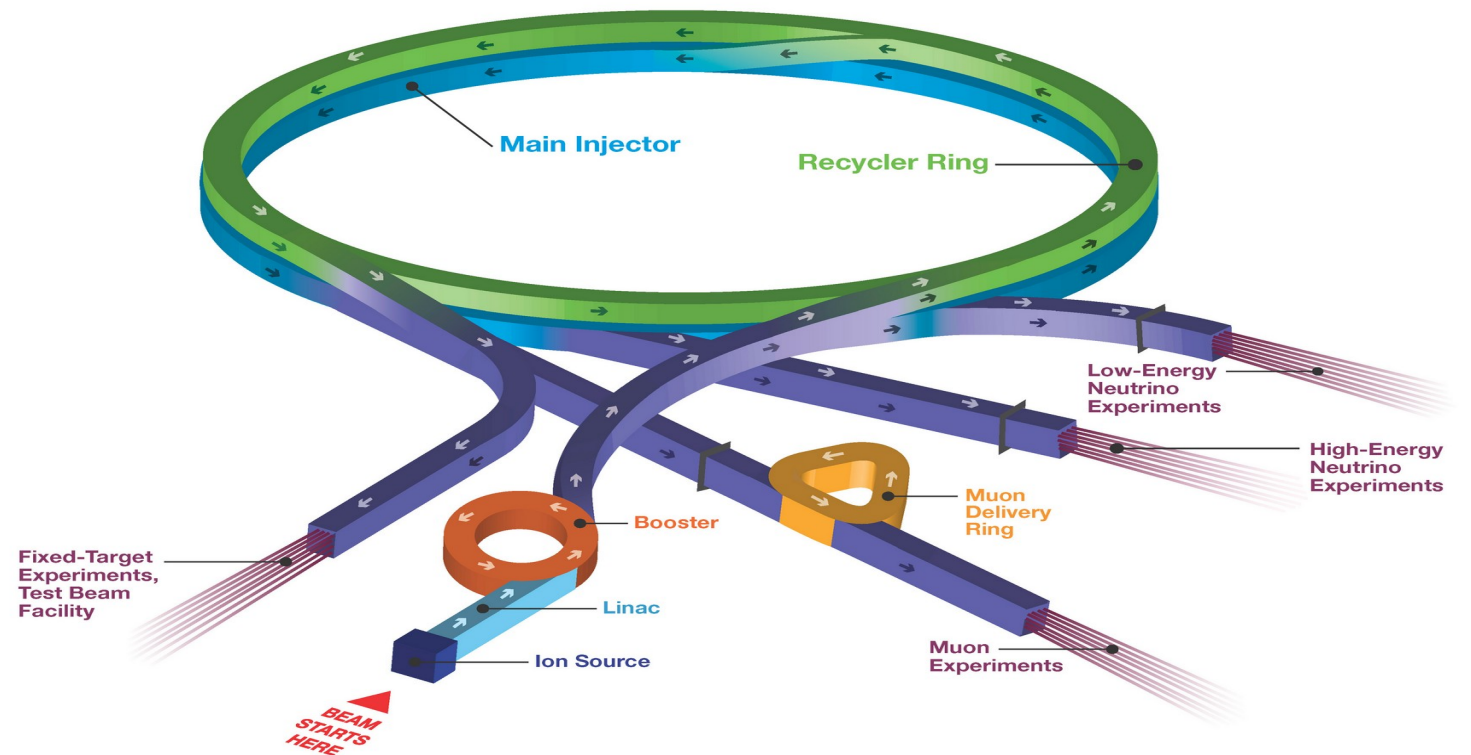 Main Injector
Recycler Ring
Low-Energy
Neutrino
Experiments
High-Energy
Neutrino
Experiments
Muon
Delivery
Ring
Booster
Fixed-Target
Experiments,
Test Beam
Facility
Linac
Ion Source
Muon
Experiments
BEAM
STARTS
HERE